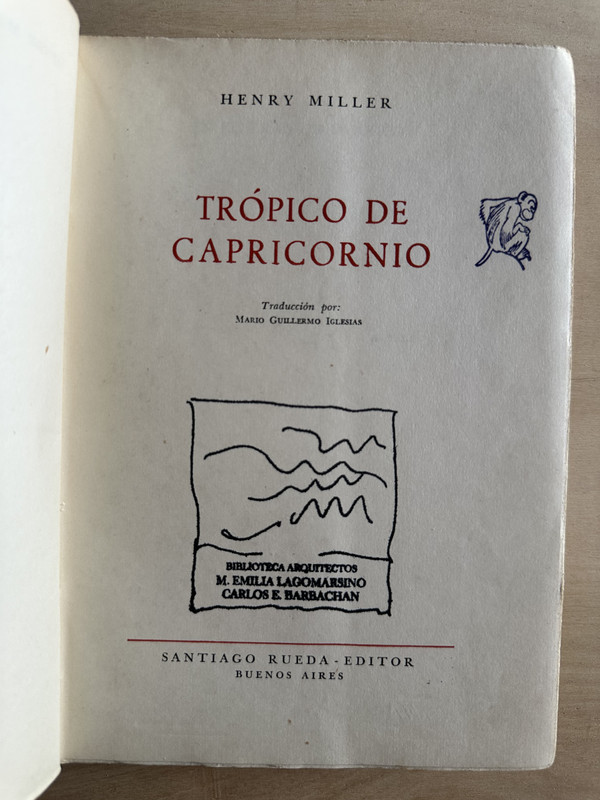 HENRY MILLER
TRÓPICO DE
CAPRICORNIO
Traducción por:
MARIO GUILLERMO IGLESIAS
BIBLIOTECA ARQUITECTOS
M. EMILIA LAGOMARSINO
CARLOS E. BARBACHAN
SANTIAGO RUEDA - EDITOR
BUENOS AIRES